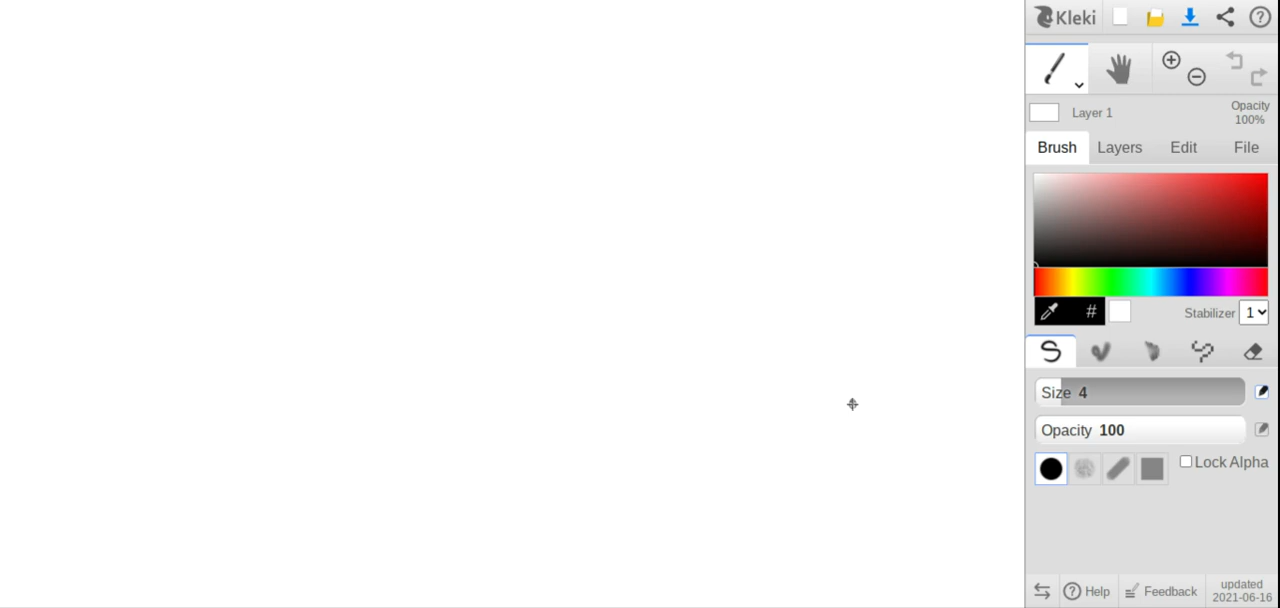 Kleki
Layer 1
Opacity
100%
Brush
Layers
Edit
File
#
Stabilizer 1
Size 4
Opacity 100
Lock Alpha
Help
Feedback
updated
2021-06-16